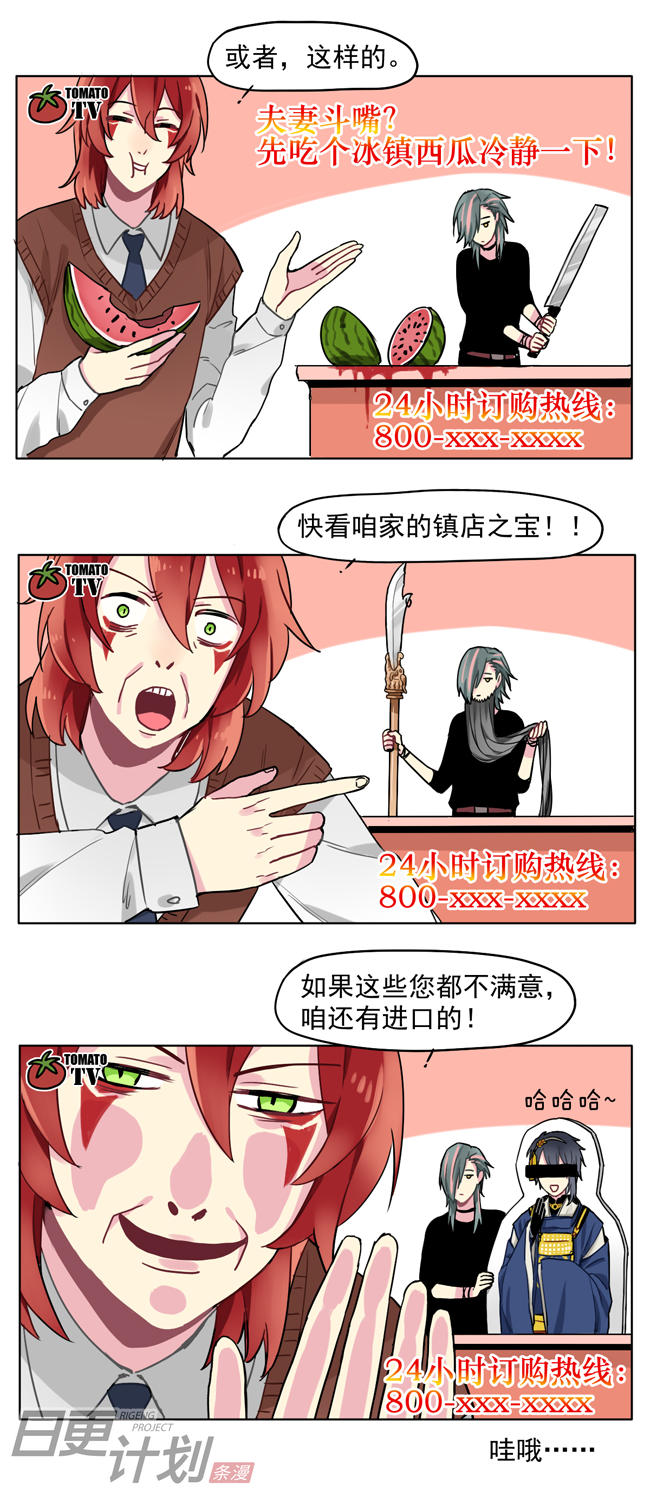 或者，这样的。
TOMATO
TV
夫妻斗嘴？
先吃个冰镇西瓜冷静一下！
24小时订购热线：
800-xxx-xxxx
快看咱家的镇店之宝！！
TOMATO
TV
24小时订购热线：
800-xxx-xxxx
如果这些您都不满意，
咱还有进口的！
TOMATO
TV
哈哈哈~
24小时订购热线：
800-xxx-xxxx
日更
RIGENG
PROJECT
计划
条漫
哇哦……